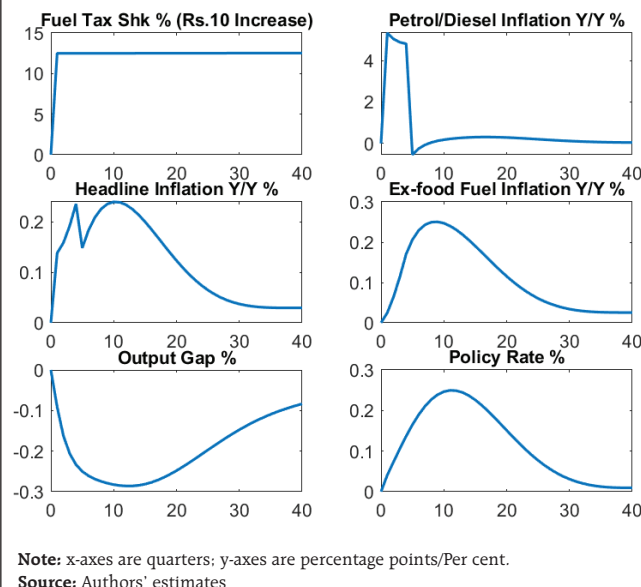 Fuel Tax Shk % (Rs.10 Increase)
15
10
5
0
0 10 20 30 40
Petrol/Diesel Inflation Y/Y %
4
2
0
0 10 20 30 40
Headline Inflation Y/Y %
0.2
0.1
0
0 10 20 30 40
Ex-food Fuel Inflation Y/Y %
0.3
0.2
0.1
0
0 10 20 30 40
Output Gap %
0
-0.1
-0.2
-0.3
0 10 20 30 40
Policy Rate %
0.3
0.2
0.1
0
0 10 20 30 40
Note: x-axes are quarters; y-axes are percentage points/Per cent.
Source: Authors' estimates